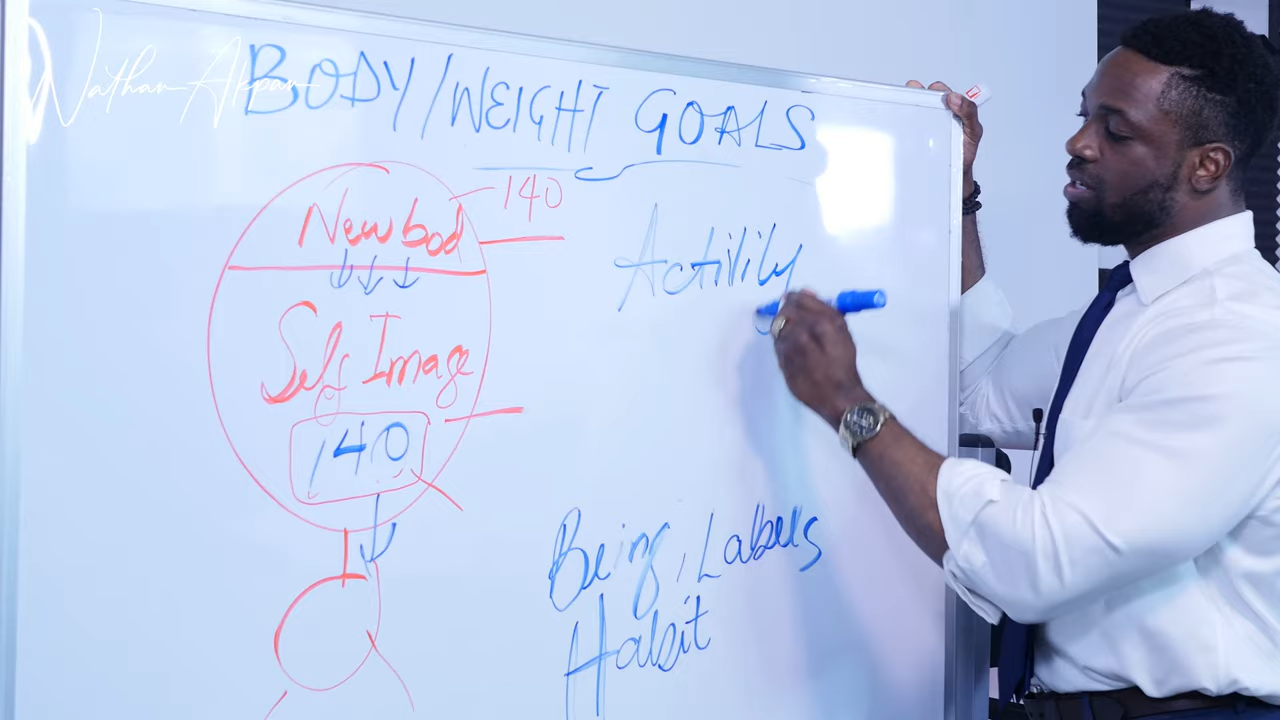 Nathan Akpan
BODY/WEIGHT GOALS
140
New bod
Self Image
140
Activity
Being, Labels
Habit